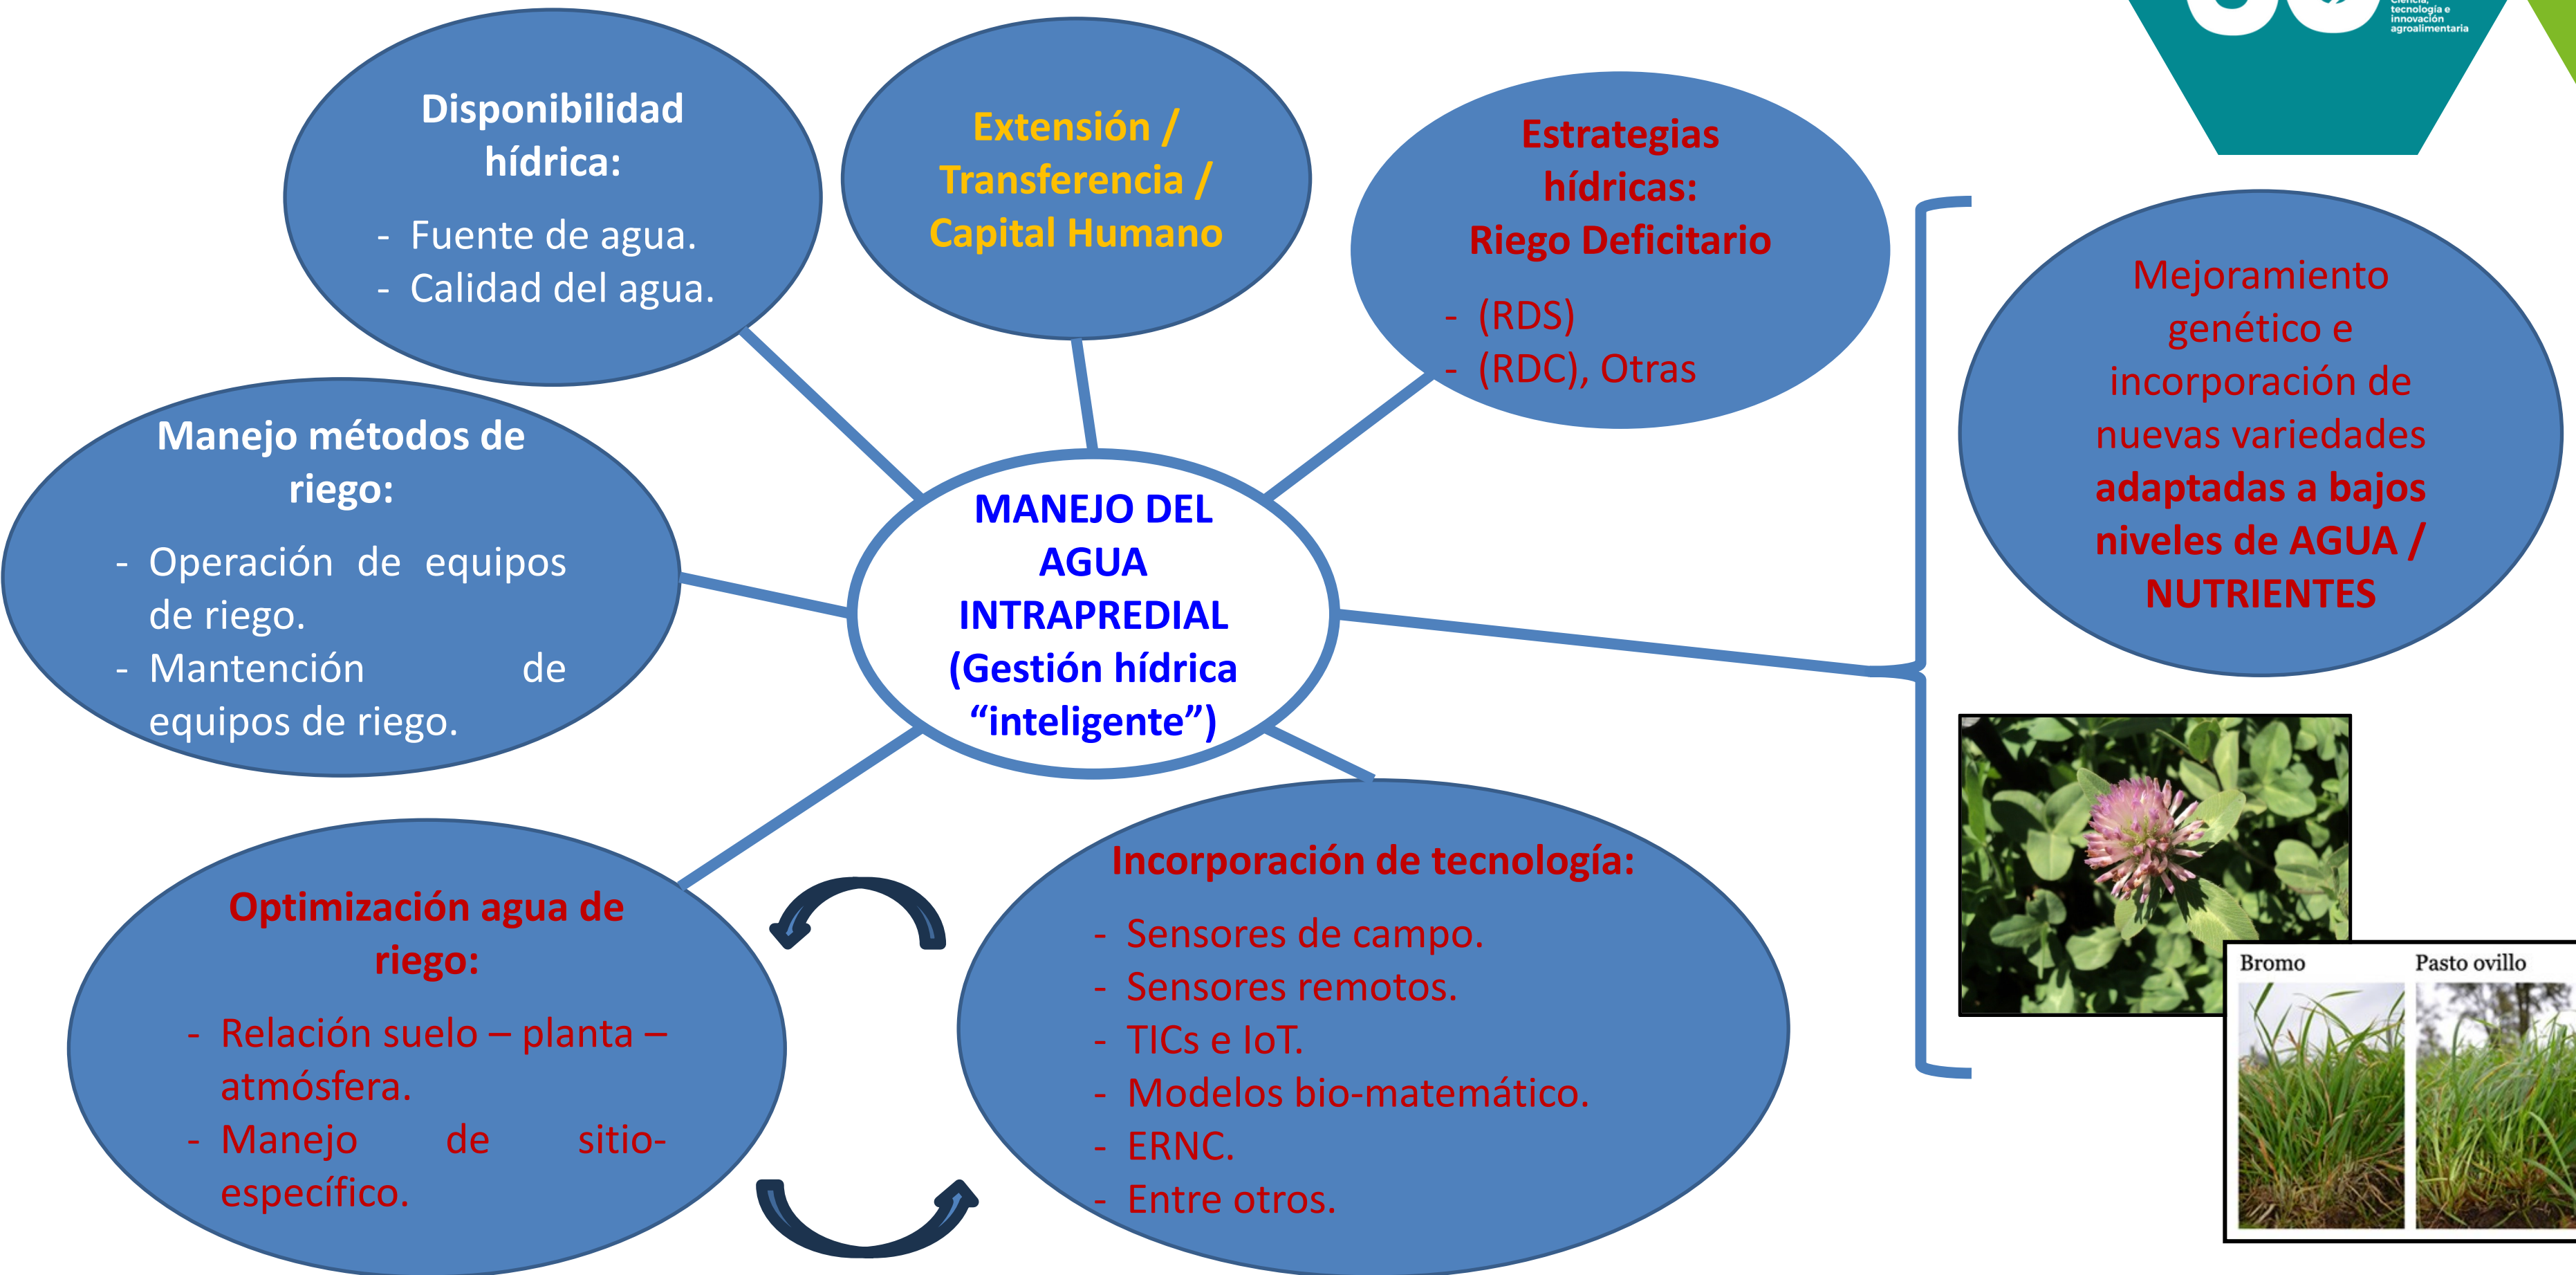 Ciencia,
tecnología e
innovación
agroalimentaria
Disponibilidad
hídrica:
- Fuente de agua.
- Calidad del agua.
Extensión /
Transferencia /
Capital Humano
Estrategias
hídricas:
Riego Deficitario
- (RDS)
- (RDC), Otras
Mejoramiento
genético e
incorporación de
nuevas variedades
adaptadas a bajos
niveles de AGUA /
NUTRIENTES
Manejo métodos de
riego:
- Operación de equipos
de riego.
- Mantención de
equipos de riego.
MANEJO DEL
AGUA
INTRAPREDIAL
(Gestión hídrica
“inteligente”)
Optimización agua de
riego:
- Relación suelo – planta –
atmósfera.
- Manejo de sitio-
específico.
Incorporación de tecnología:
- Sensores de campo.
- Sensores remotos.
- TICs e IoT.
- Modelos bio-matemático.
- ERNC.
- Entre otros.
Bromo
Pasto ovillo